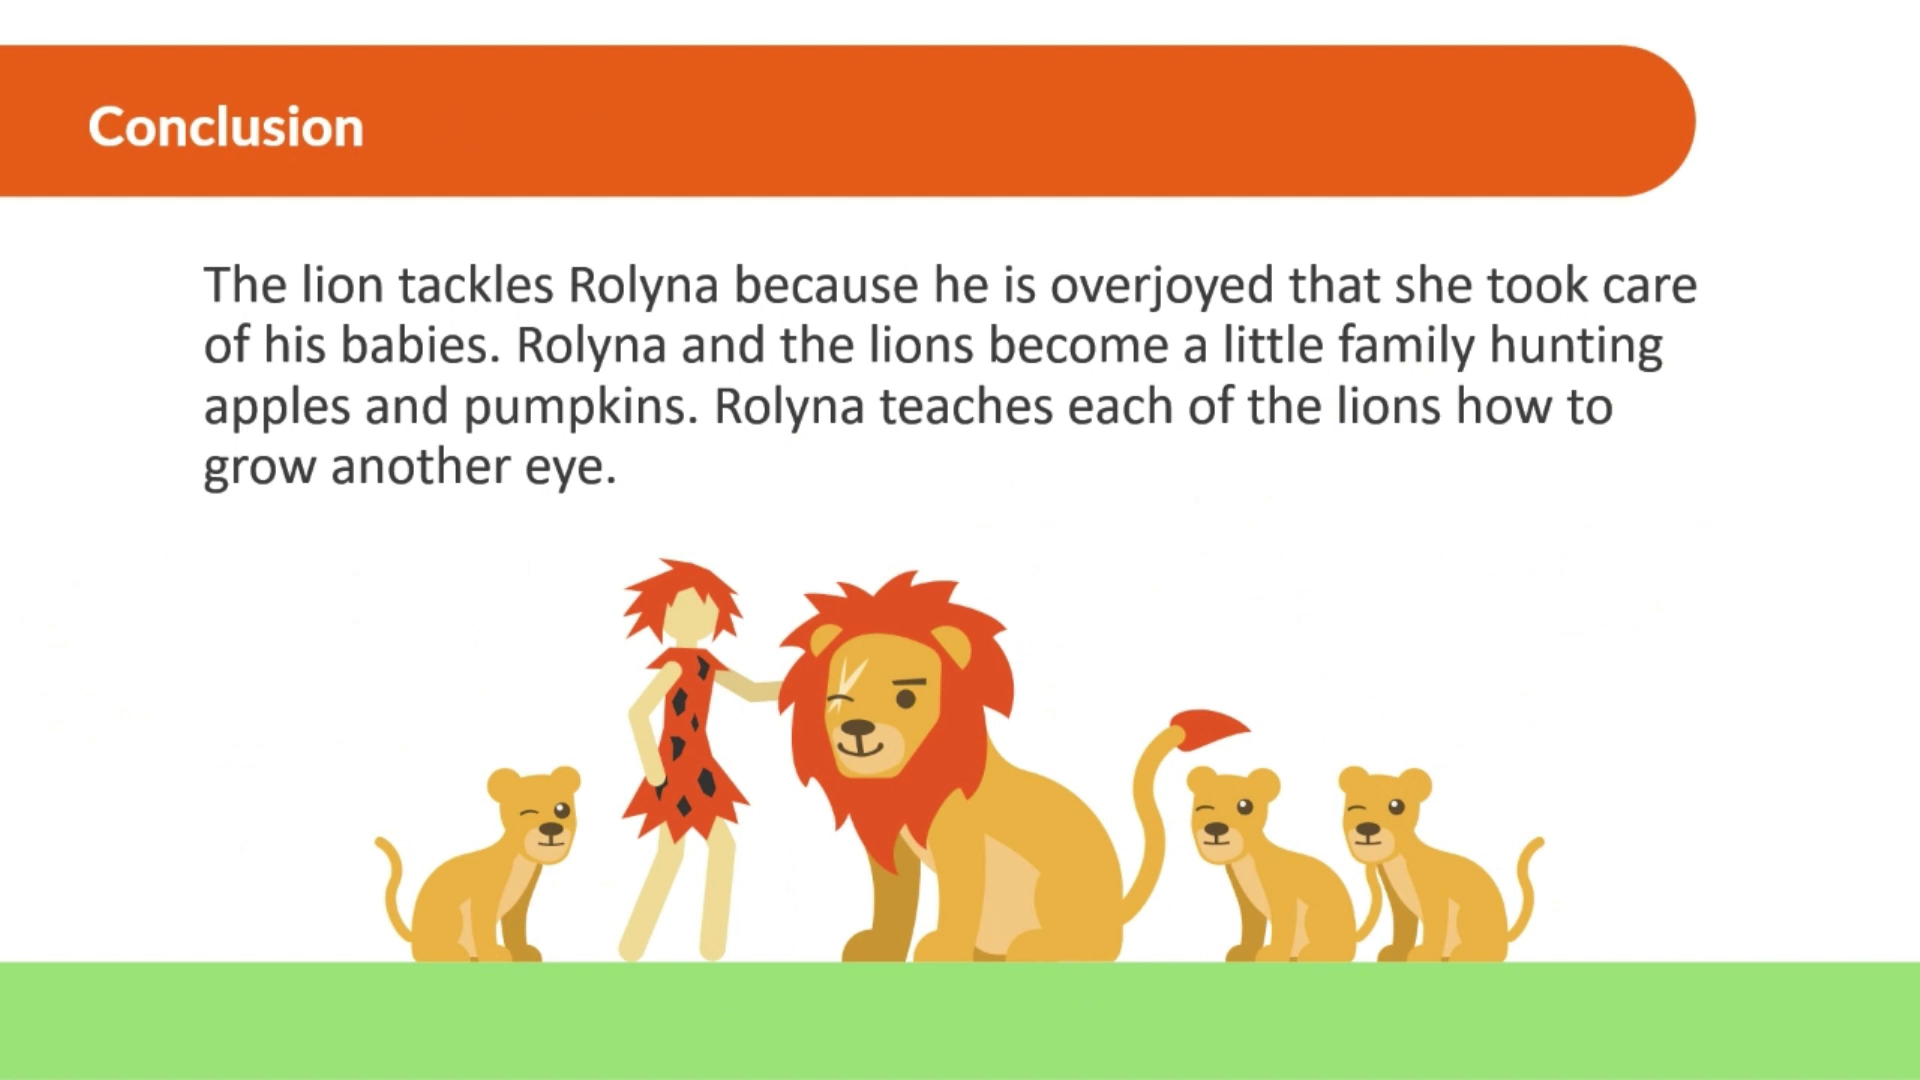 Conclusion
The lion tackles Rolyna because he is overjoyed that she took care
of his babies. Rolyna and the lions become a little family hunting
apples and pumpkins. Rolyna teaches each of the lions how to
grow another eye.